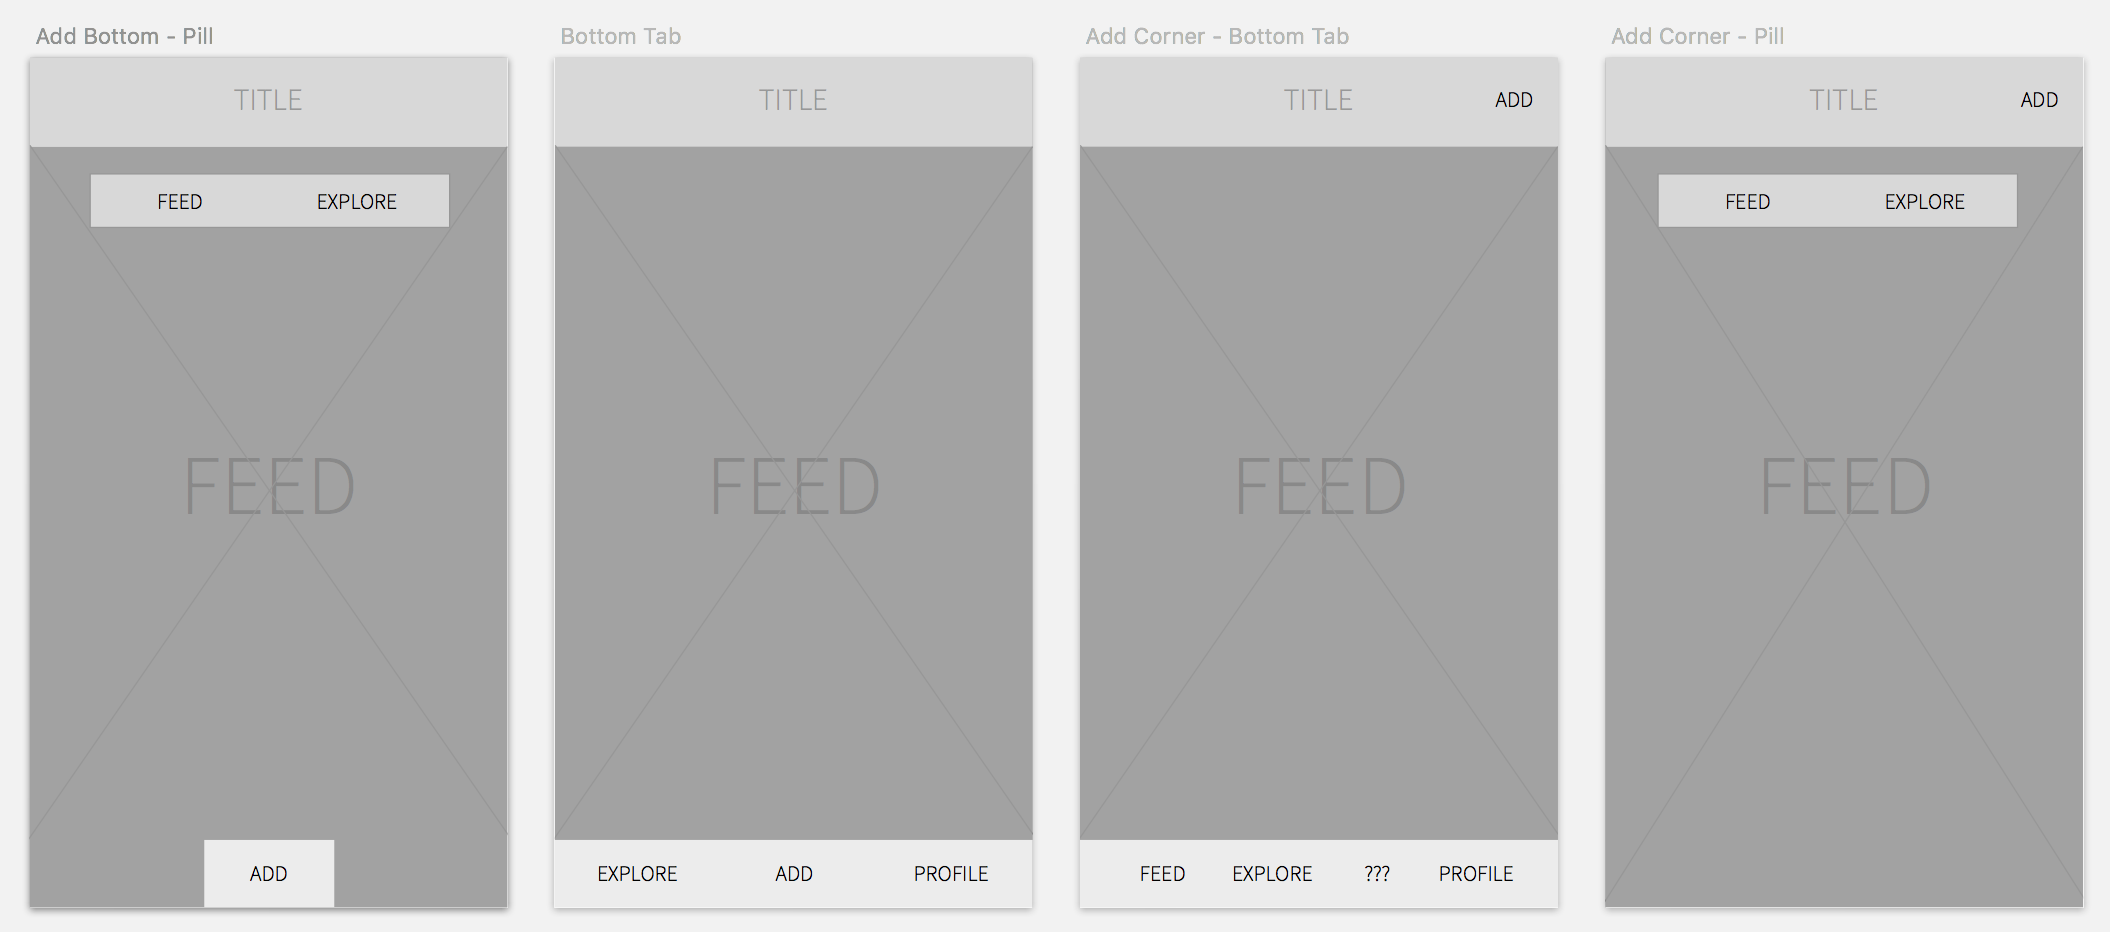 Add Bottom - Pill
TITLE
FEED EXPLORE
FEED
ADD
Bottom Tab
TITLE
FEED
EXPLORE ADD PROFILE
Add Corner - Bottom Tab
TITLE ADD
FEED
FEED EXPLORE ??? PROFILE
Add Corner - Pill
TITLE ADD
FEED EXPLORE
FEED